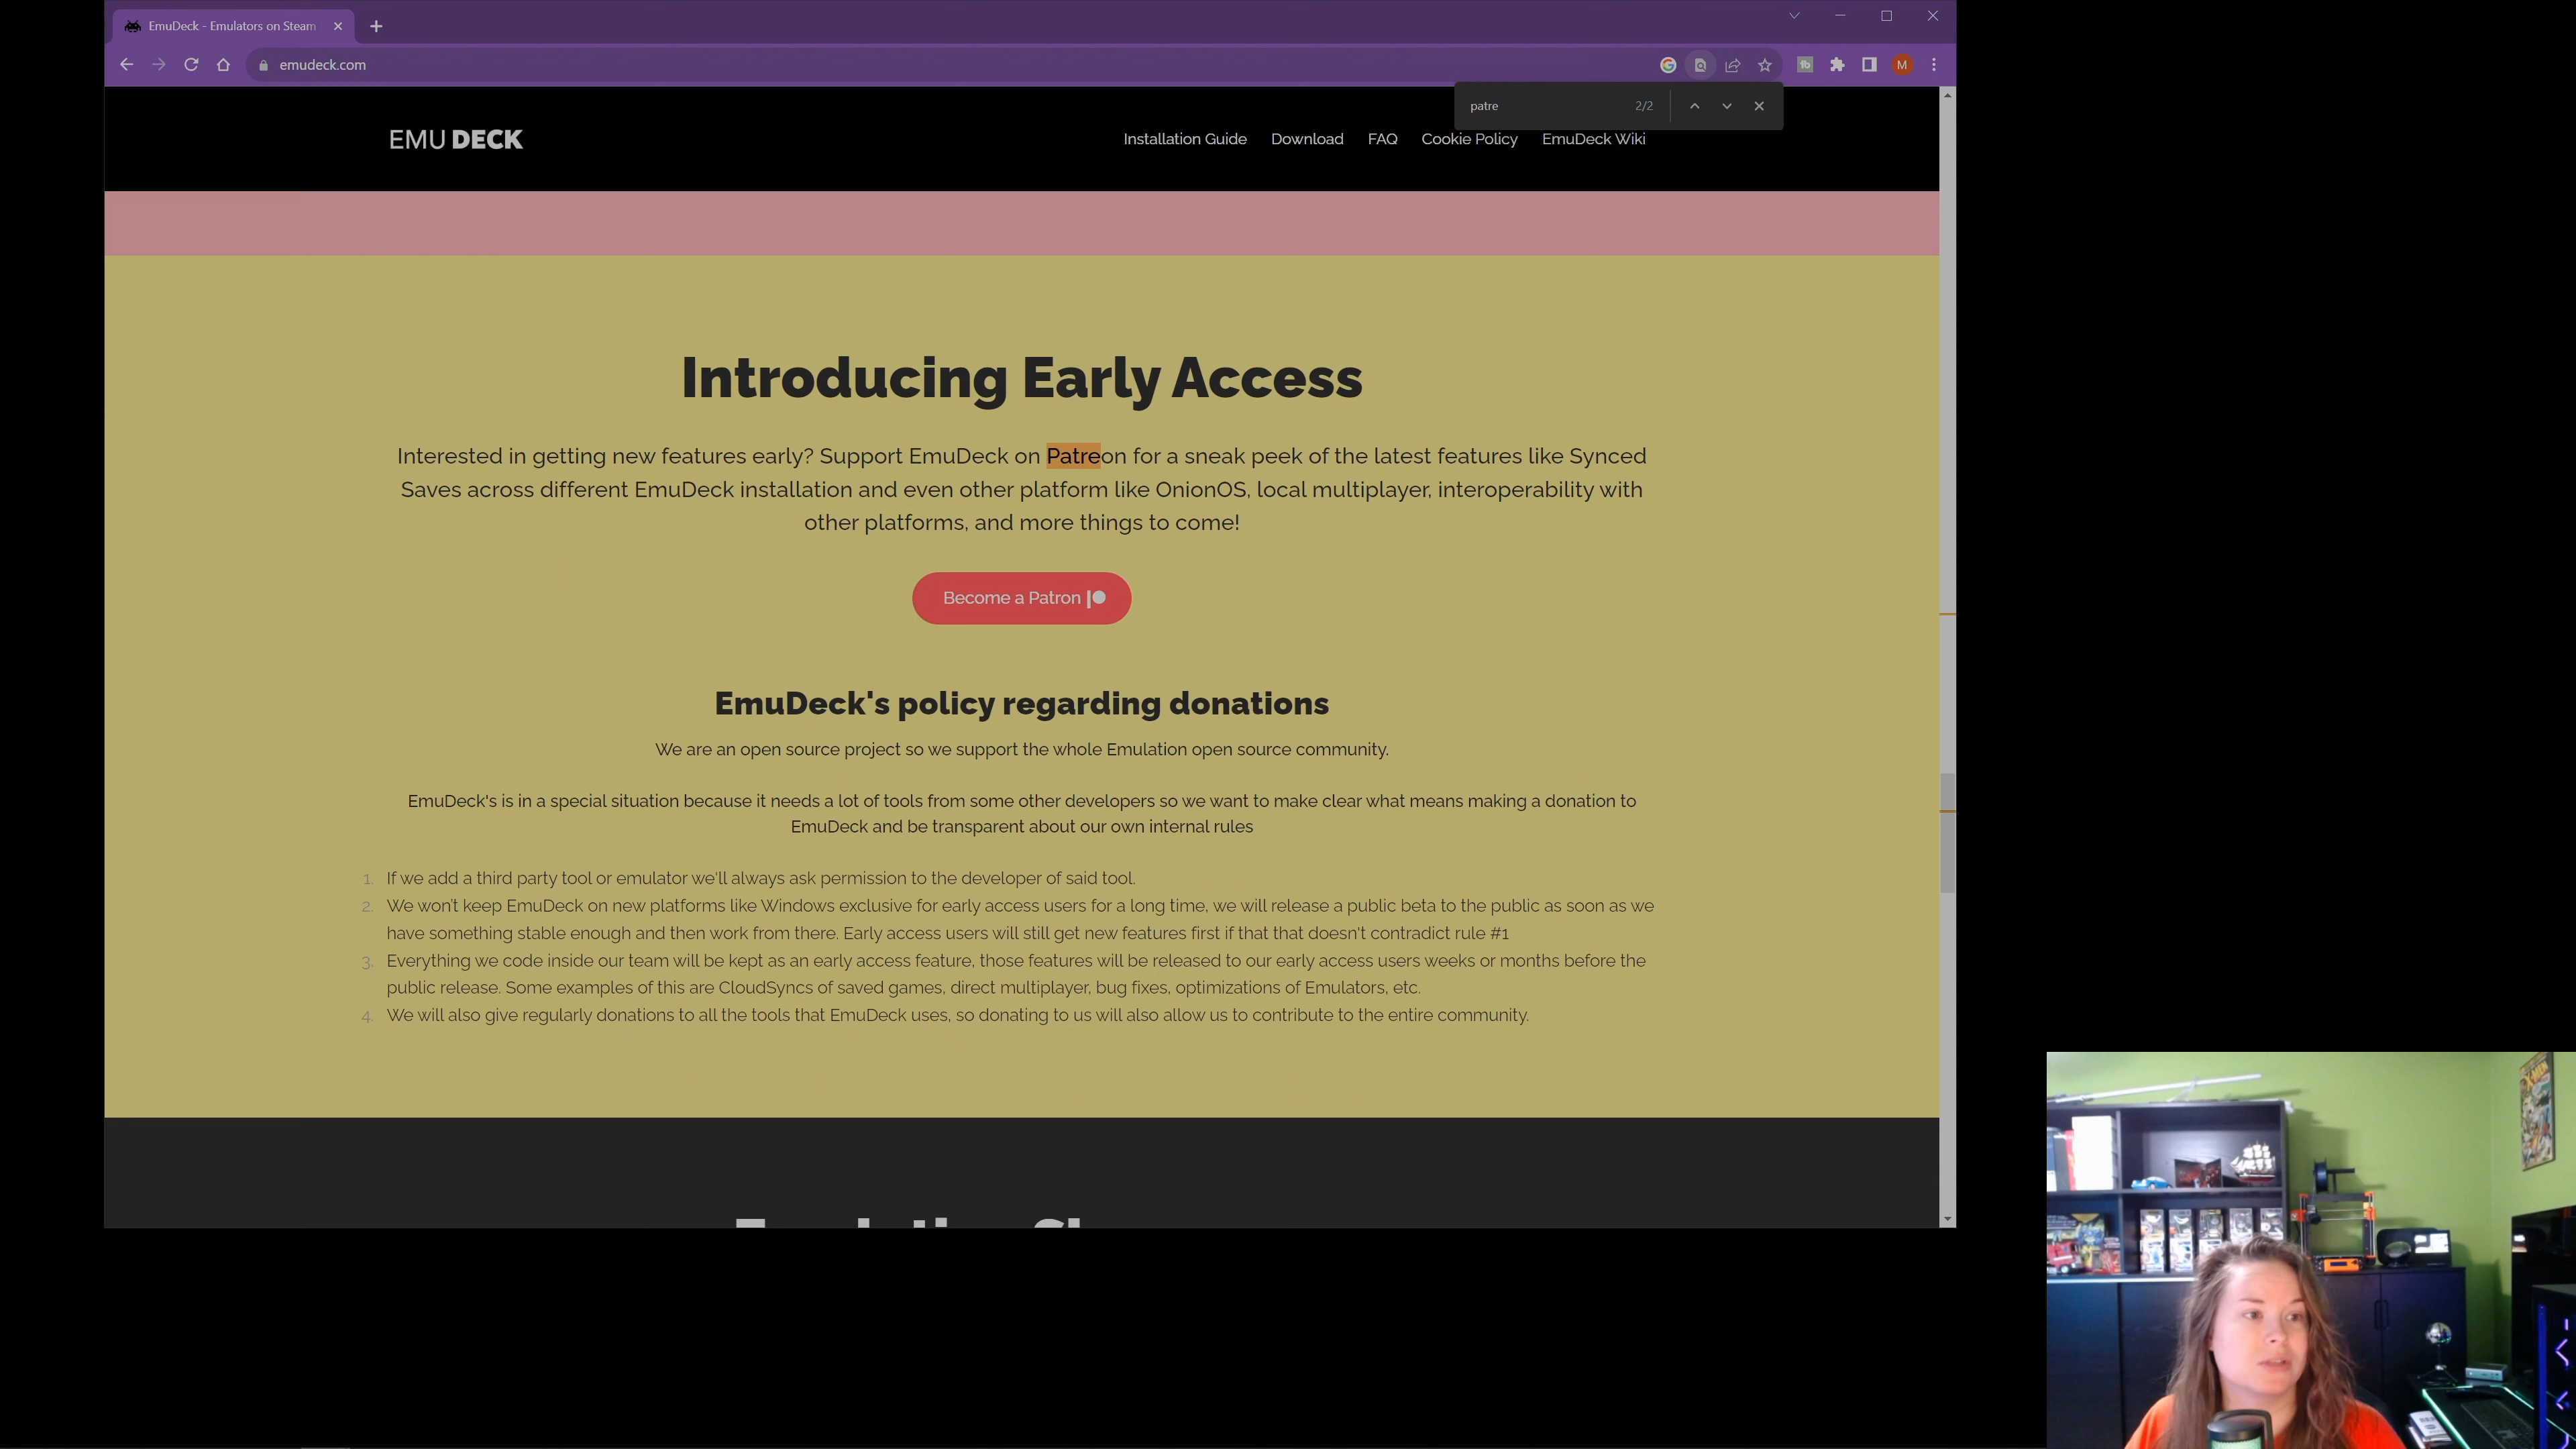 EmuDeck - Emulators on Steam
emudeck.com
M
patre
2/2
EMU DECK
Installation Guide
Download
FAQ
Cookie Policy
EmuDeck Wiki
Introducing Early Access
Interested in getting new features early? Support EmuDeck on Patreon for a sneak peek of the latest features like Synced
Saves across different EmuDeck installation and even other platform like OnionOS, local multiplayer, interoperability with
other platforms, and more things to come!
Become a Patron
EmuDeck's policy regarding donations
We are an open source project so we support the whole Emulation open source community.
EmuDeck's is in a special situation because it needs a lot of tools from some other developers so we want to make clear what means making a donation to
EmuDeck and be transparent about our own internal rules
1. If we add a third party tool or emulator we'll always ask permission to the developer of said tool.
2. We won't keep EmuDeck on new platforms like Windows exclusive for early access users for a long time, we will release a public beta to the public as soon as we
have something stable enough and then work from there. Early access users will still get new features first if that that doesn't contradict rule #1
3. Everything we code inside our team will be kept as an early access feature, those features will be released to our early access users weeks or months before the
public release. Some examples of this are CloudSyncs of saved games, direct multiplayer, bug fixes, optimizations of Emulators, etc.
4. We will also give regularly donations to all the tools that EmuDeck uses, so donating to us will also allow us to contribute to the entire community.
X-MEN